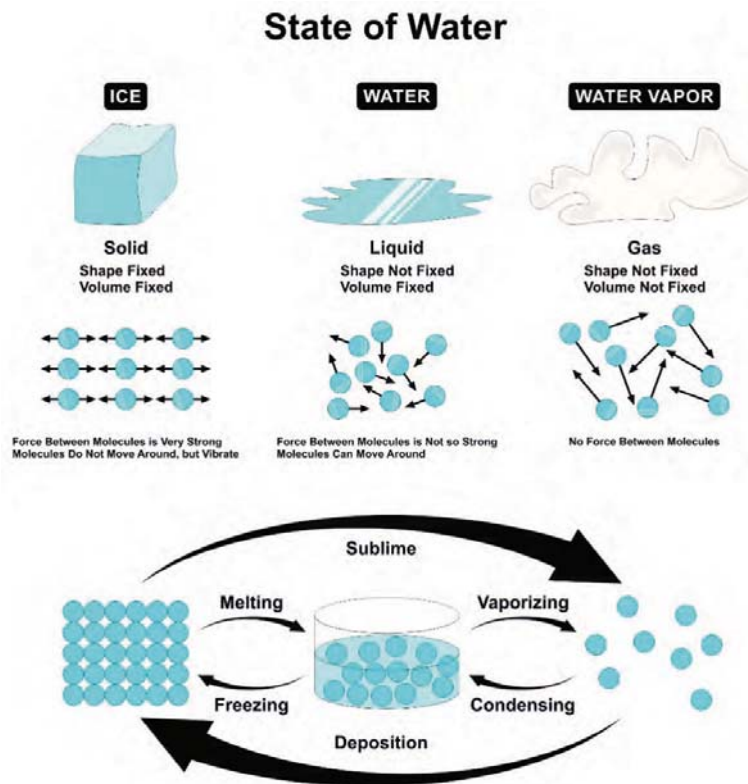 State of Water
ICE
WATER
WATER VAPOR
Solid
Shape Fixed
Volume Fixed
Liquid
Shape Not Fixed
Volume Fixed
Gas
Shape Not Fixed
Volume Not Fixed
Force Between Molecules is Very Strong
Molecules Do Not Move Around, but Vibrate
Force Between Molecules is Not so Strong
Molecules Can Move Around
No Force Between Molecules
Sublime
Melting
Vaporizing
Freezing
Condensing
Deposition